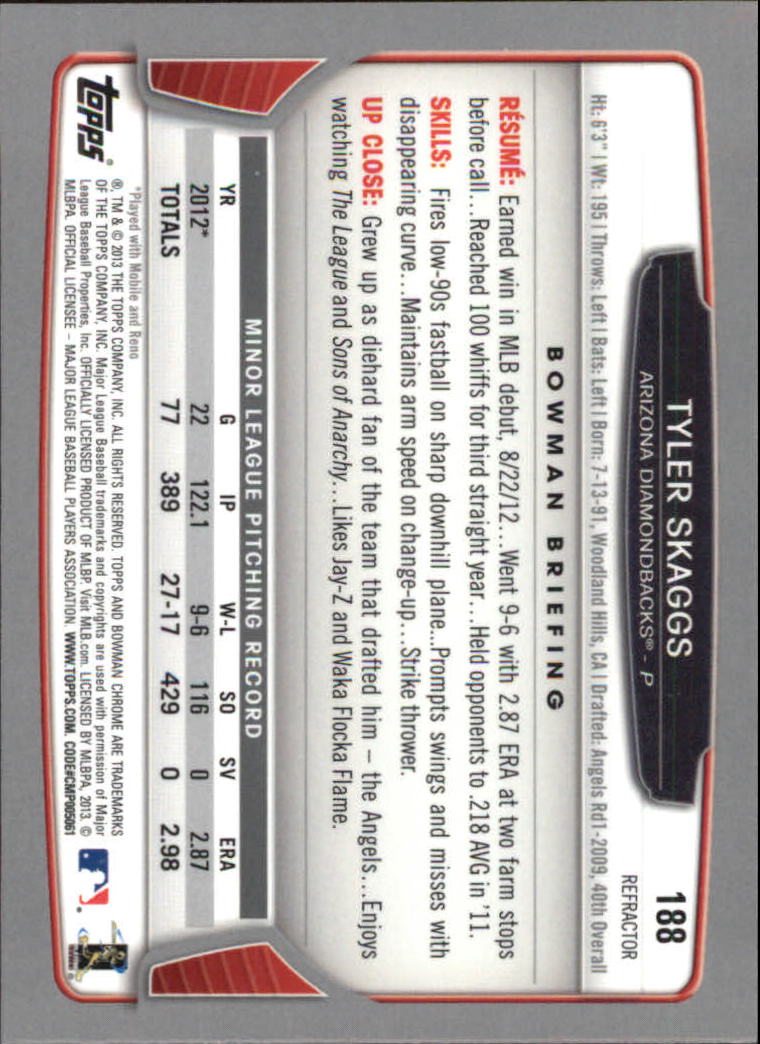 188
REFRACTOR
TYLER SKAGGS
ARIZONA DIAMONDBACKS® - P
Ht: 6'3" | Wt: 195 | Throws: Left | Bats: Left | Born: 7-13-91, Woodland Hills, CA | Drafted: Angels Rd1-2009, 40th Overall
BOWMAN BRIEFING
RÉSUMÉ: Earned win in MLB debut, 8/22/12...Went 9-6 with 2.87 ERA at two farm stops
before call...Reached 100 whiffs for third straight year...Held opponents to .218 AVG in '11.
SKILLS: Fires low-90s fastball on sharp downhill plane...Prompts swings and misses with
disappearing curve...Maintains arm speed on change-up...Strike thrower.
UP CLOSE: Grew up as diehard fan of the team that drafted him – the Angels...Enjoys
watching The League and Sons of Anarchy...Likes Jay-Z and Waka Flocka Flame.
MINOR LEAGUE PITCHING RECORD
YR G IP W-L SO SV ERA
2012* 22 122.1 9-6 116 0 2.87
TOTALS 77 389 27-17 429 0 2.98
*Played with Mobile and Reno
®, TM & © 2013 THE TOPPS COMPANY, INC. ALL RIGHTS RESERVED. TOPPS AND BOWMAN CHROME ARE TRADEMARKS
OF THE TOPPS COMPANY, INC. Major League Baseball trademarks and copyrights are used with permission of Major
League Baseball Properties, Inc. OFFICIALLY LICENSED PRODUCT OF MLBP. Visit MLB.com. LICENSED BY MLBPA, 2013. ©
MLBPA. OFFICIAL LICENSEE – MAJOR LEAGUE BASEBALL PLAYERS ASSOCIATION. WWW.TOPPS.COM. CODE#CMP005061
topps®